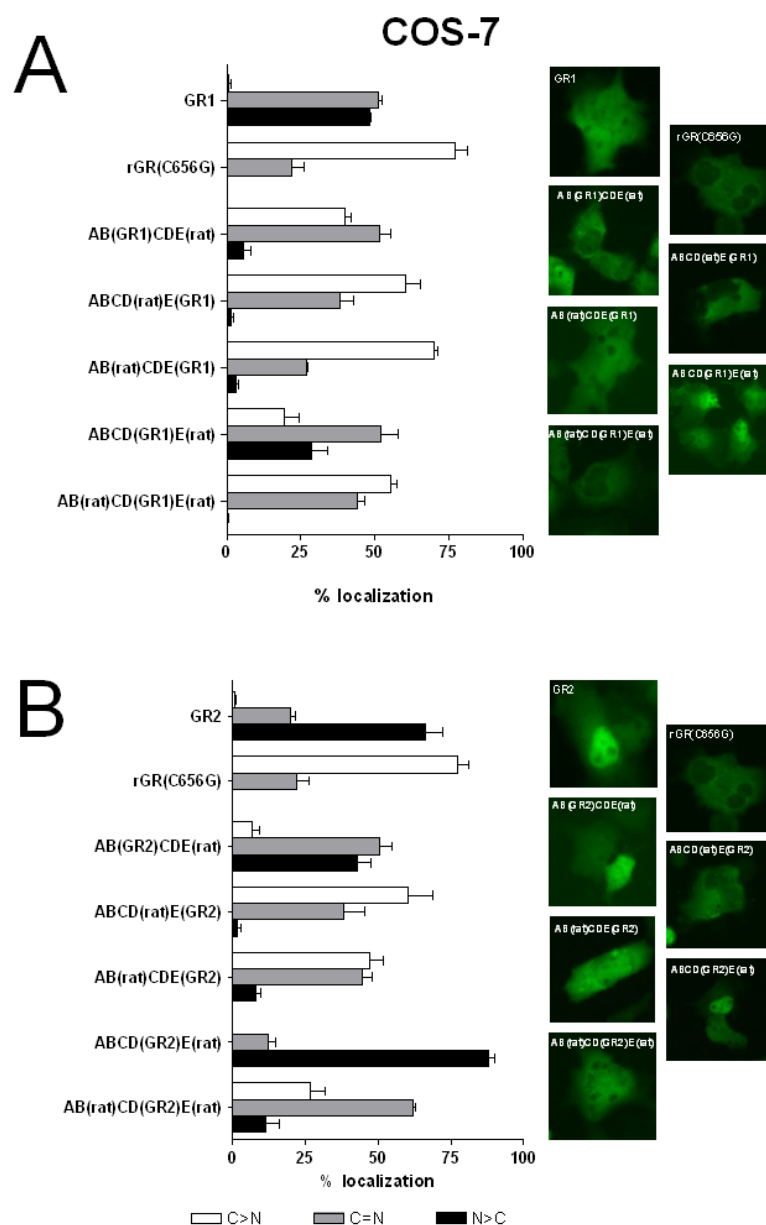 COS-7
A
GR1
rGR(C656G)
AB(GR1)CDE(rat)
ABCD(rat)E(GR1)
AB(rat)CDE(GR1)
ABCD(GR1)E(rat)
AB(rat)CD(GR1)E(rat)
0 25 50 75 100
% localization
GR1
rGR(C656G)
AB(GR1)CDE(rat)
ABCD(rat)E(GR1)
AB(rat)CDE(GR1)
ABCD(GR1)E(rat)
AB(rat)CD(GR1)E(rat)
B
GR2
rGR(C656G)
AB(GR2)CDE(rat)
ABCD(rat)E(GR2)
AB(rat)CDE(GR2)
ABCD(GR2)E(rat)
AB(rat)CD(GR2)E(rat)
0 25 50 75 100
% localization
GR2
rGR(C656G)
AB(GR2)CDE(rat)
ABCD(rat)E(GR2)
AB(rat)CDE(GR2)
ABCD(GR2)E(rat)
AB(rat)CD(GR2)E(rat)
C>N C=N N>C